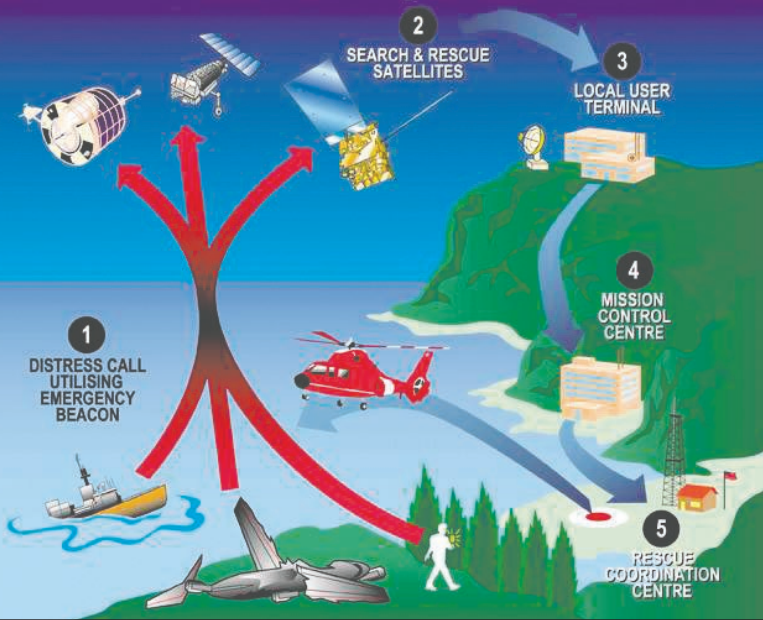 1
DISTRESS CALL
UTILISING
EMERGENCY
BEACON
2
SEARCH & RESCUE
SATELLITES
3
LOCAL USER
TERMINAL
4
MISSION
CONTROL
CENTRE
5
RESCUE
COORDINATION
CENTRE